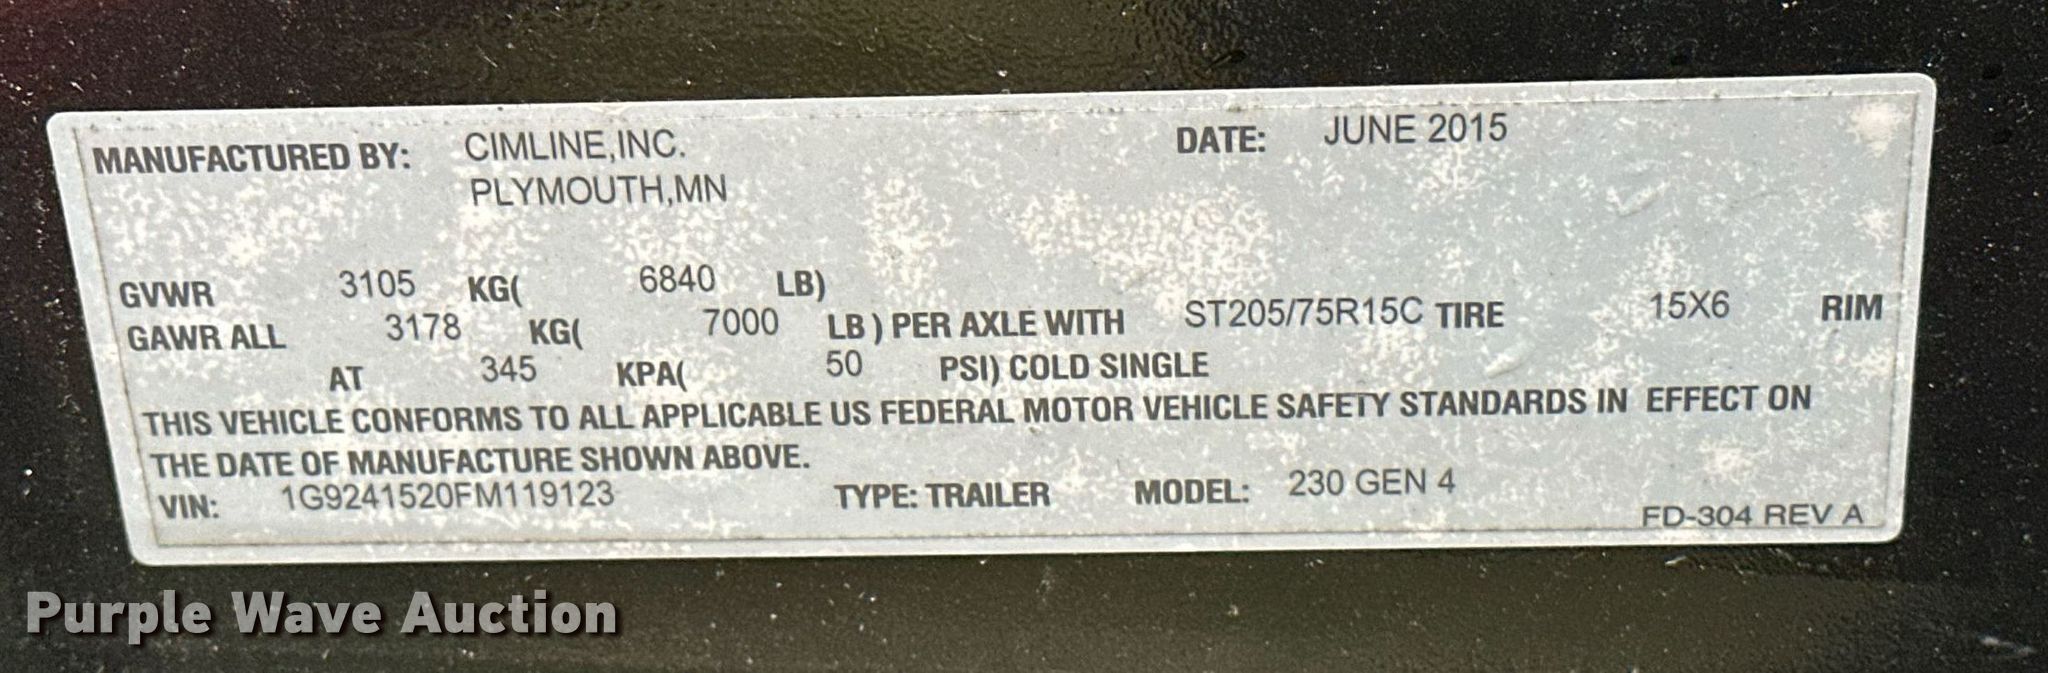 MANUFACTURED BY: CIMLINE,INC. DATE: JUNE 2015
PLYMOUTH,MN
GVWR 3105 KG( 6840 LB)
GAWR ALL 3178 KG( 7000 LB ) PER AXLE WITH ST205/75R15C TIRE 15X6 RIM
AT 345 KPA( 50 PSI) COLD SINGLE
THIS VEHICLE CONFORMS TO ALL APPLICABLE US FEDERAL MOTOR VEHICLE SAFETY STANDARDS IN EFFECT ON
THE DATE OF MANUFACTURE SHOWN ABOVE.
VIN: 1G9241520FM119123 TYPE: TRAILER MODEL: 230 GEN 4
FD-304 REV A
Purple Wave Auction